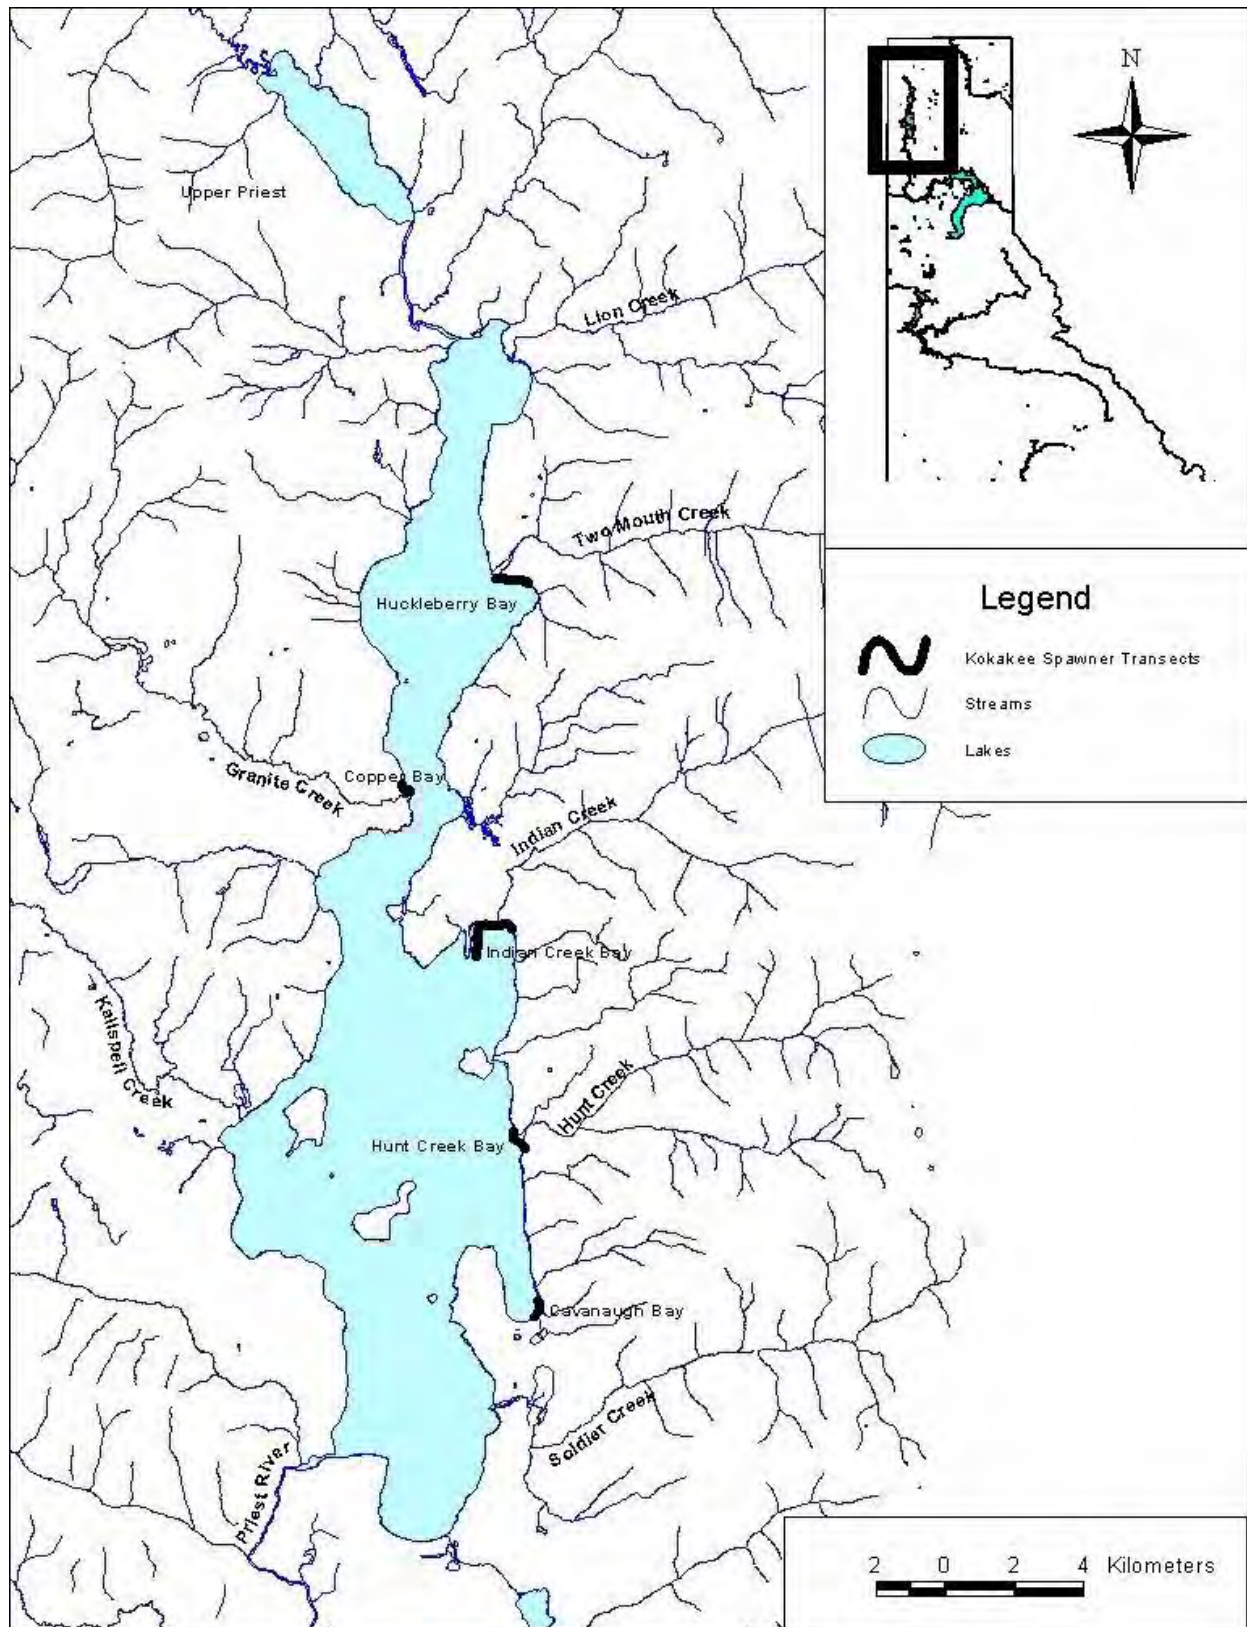 N
Upper Priest
Lion Creek
Two Mouth Creek
Huckleberry Bay
Legend
Kokakee Spawner Transects
Streams
Lakes
Copper Bay
Granite Creek
Indian Creek
Indian Creek Bay
Kalispell Creek
Hunt Creek
Hunt Creek Bay
Cavanaugh Bay
Soldier Creek
Priest River
2 0 2 4 Kilometers